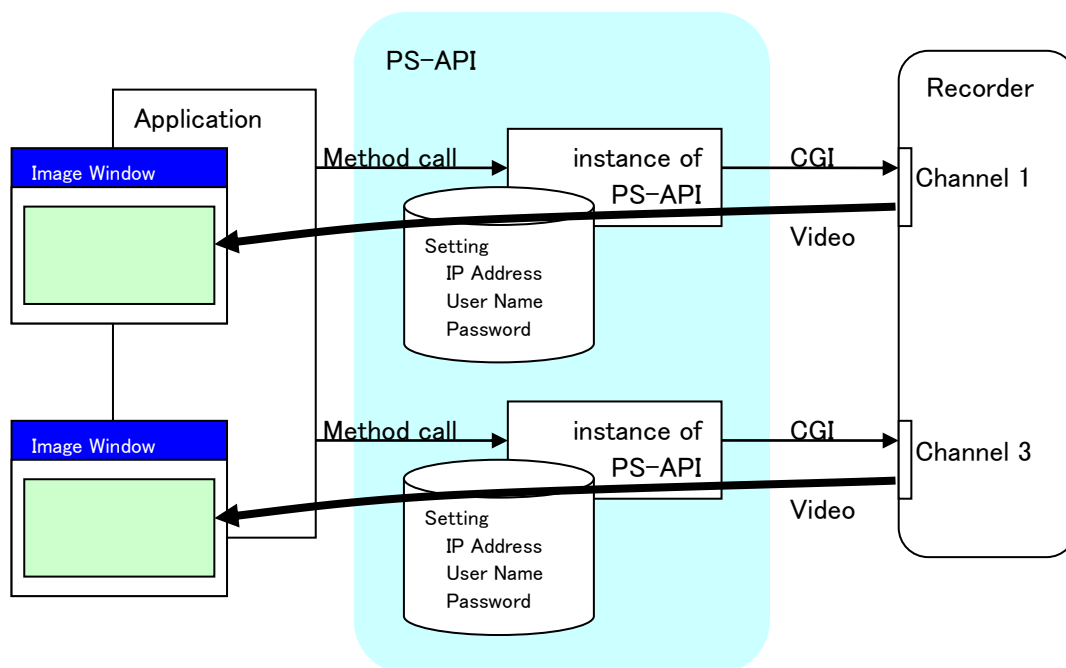 PS-API
Recorder
Application
Image Window
Method call
instance of
PS-API
CGI
Channel 1
Video
Setting
IP Address
User Name
Password
Image Window
Method call
instance of
PS-API
CGI
Channel 3
Video
Setting
IP Address
User Name
Password